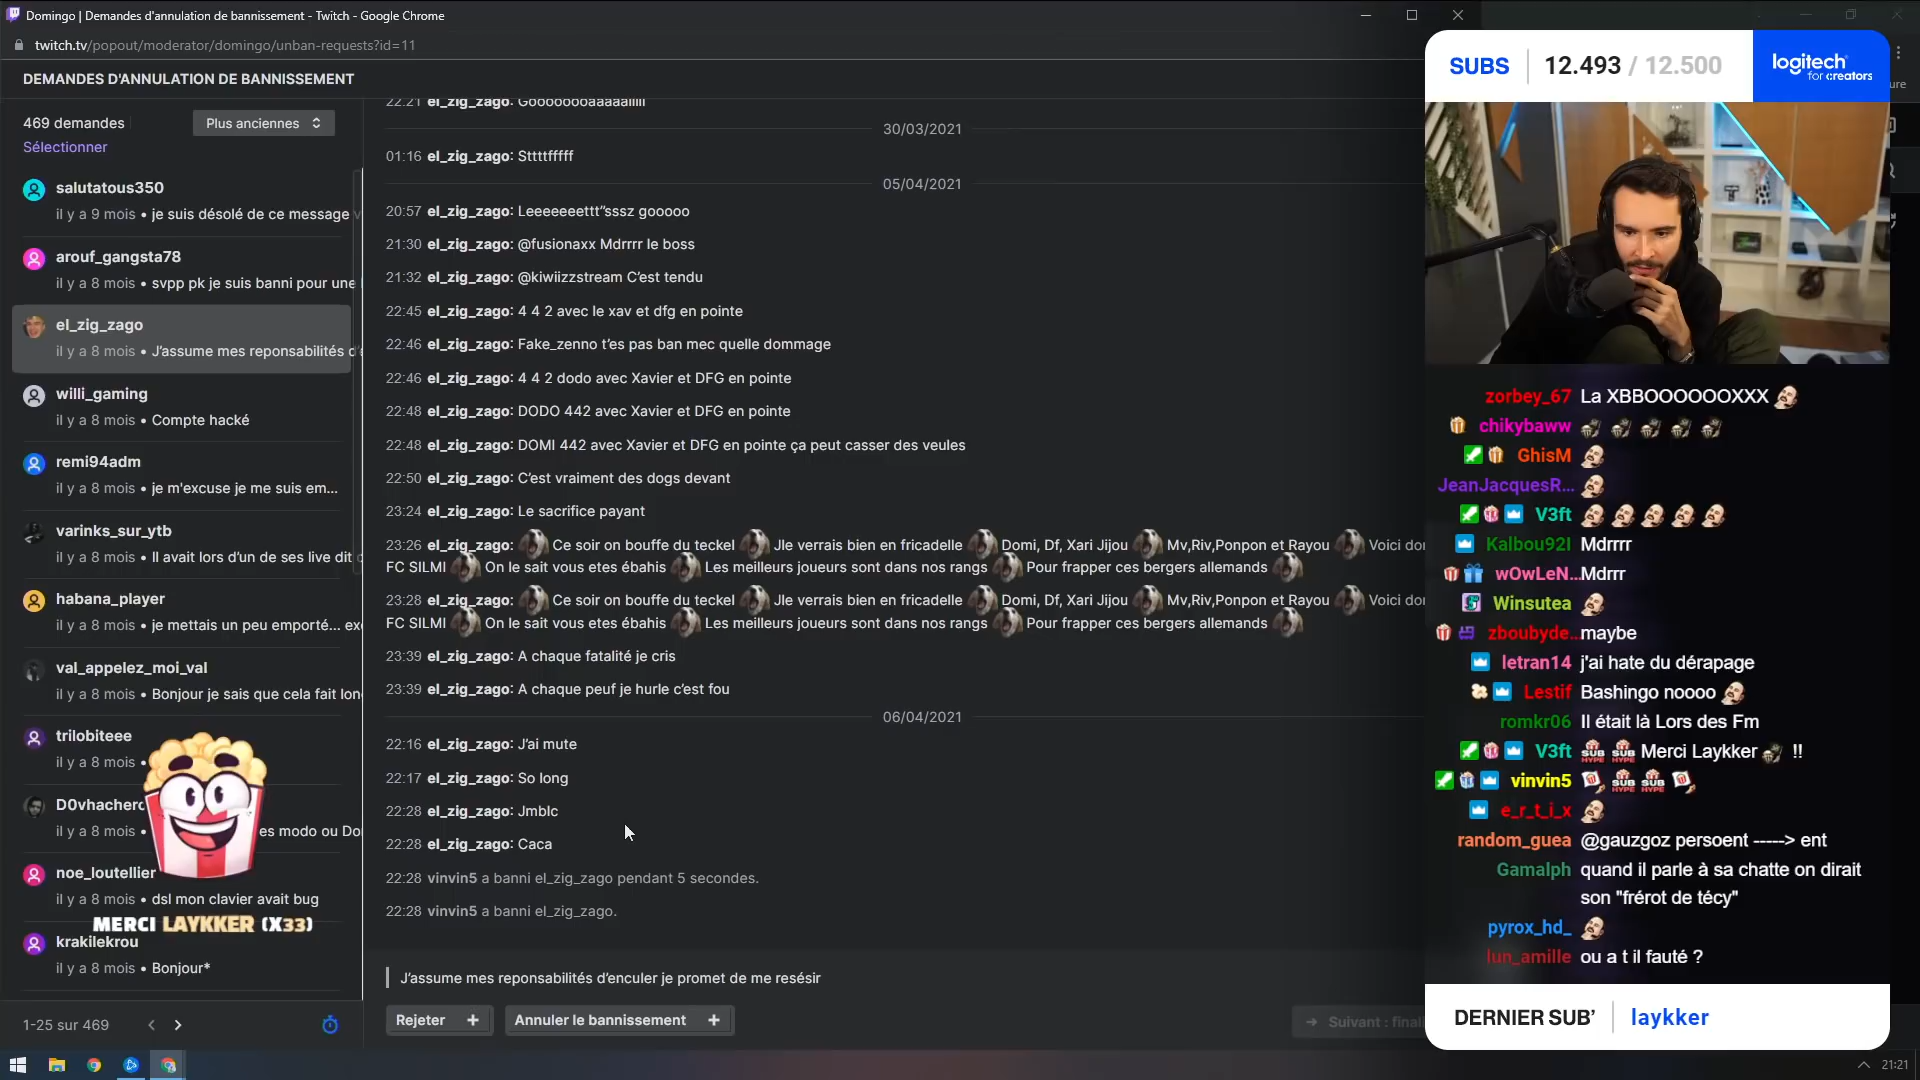 Domingo | Demandes d'annulation de bannissement - Twitch - Google Chrome
twitch.tv/popout/moderator/domingo/unban-requests?id=11
DEMANDES D'ANNULATION DE BANNISSEMENT
469 demandes
Plus anciennes
Sélectionner
salutatous350
il y a 9 mois • je suis désolé de ce message
arouf_gangsta78
il y a 8 mois • svpp pk je suis banni pour une
el_zig_zago
il y a 8 mois • J'assume mes reponsabilités
willi_gaming
il y a 8 mois • Compte hacké
remi94adm
il y a 8 mois • je m'excuse je me suis em...
varinks_sur_ytb
il y a 8 mois • Il avait lors d'un de ses live dit
habana_player
il y a 8 mois • je mettais un peu emporté...
val_appelez_moi_val
il y a 8 mois • Bonjour je sais que cela fait
trilobiteee
il y a 8 mois •
D0vhacherc
il y a 8 mois • es modo ou
noe_loutellier
il y a 8 mois • dsl mon clavier avait bug
MERCI LAYKKER (X33)
krakilekrou
il y a 8 mois • Bonjour*
1-25 sur 469
22:21 el_zig_zago: Goooooooaaaaaiiiii
30/03/2021
01:16 el_zig_zago: Sttttfffff
05/04/2021
20:57 el_zig_zago: Leeeeeeettt"sssz gooooo
21:30 el_zig_zago: @fusionaxx Mdrrrr le boss
21:32 el_zig_zago: @kiwiizzstream C'est tendu
22:45 el_zig_zago: 4 4 2 avec le xav et dfg en pointe
22:46 el_zig_zago: Fake_zenno t'es pas ban mec quelle dommage
22:46 el_zig_zago: 4 4 2 dodo avec Xavier et DFG en pointe
22:48 el_zig_zago: DODO 442 avec Xavier et DFG en pointe
22:48 el_zig_zago: DOMI 442 avec Xavier et DFG en pointe ça peut casser des veules
22:50 el_zig_zago: C'est vraiment des dogs devant
23:24 el_zig_zago: Le sacrifice payant
23:26 el_zig_zago: Ce soir on bouffe du teckel Jle verrais bien en fricadelle Domi, Df, Xari Jijou Mv,Riv,Ponpon et Rayou Voici
FC SILMI On le sait vous etes ébahis Les meilleurs joueurs sont dans nos rangs Pour frapper ces bergers allemands
23:28 el_zig_zago: Ce soir on bouffe du teckel Jle verrais bien en fricadelle Domi, Df, Xari Jijou Mv,Riv,Ponpon et Rayou Voici
FC SILMI On le sait vous etes ébahis Les meilleurs joueurs sont dans nos rangs Pour frapper ces bergers allemands
23:39 el_zig_zago: A chaque fatalité je cris
23:39 el_zig_zago: A chaque peuf je hurle c'est fou
06/04/2021
22:16 el_zig_zago: J'ai mute
22:17 el_zig_zago: So long
22:28 el_zig_zago: Jmblc
22:28 el_zig_zago: Caca
22:28 vinvin5 a banni el_zig_zago pendant 5 secondes.
22:28 vinvin5 a banni el_zig_zago.
J'assume mes reponsabilités d'enculer je promet de me resésir
Rejeter +
Annuler le bannissement +
Suivant :
SUBS 12.493 / 12.500
logitech
for creators
zorbey_67 La XBBOOOOOOXXX
chikybaww
GhisM
JeanJacquesR...
V3ft
Kalbou92l Mdrrrr
wOwLeN... Mdrrr
Winsutea
zboubyde... maybe
letran14 j'ai hate du dérapage
Lestif Bashingo noooo
romkr06 Il était là Lors des Fm
V3ft SUB HYPE SUB HYPE Merci Laykker !!
vinvin5 SUB HYPE SUB HYPE
e_r_t_i_x
random_guea @gauzgoz persoent -----> ent
Gamalph quand il parle à sa chatte on dirait
son "frérot de técy"
pyrox_hd_
lun_amille ou a t il fauté ?
DERNIER SUB' laykker
21:21